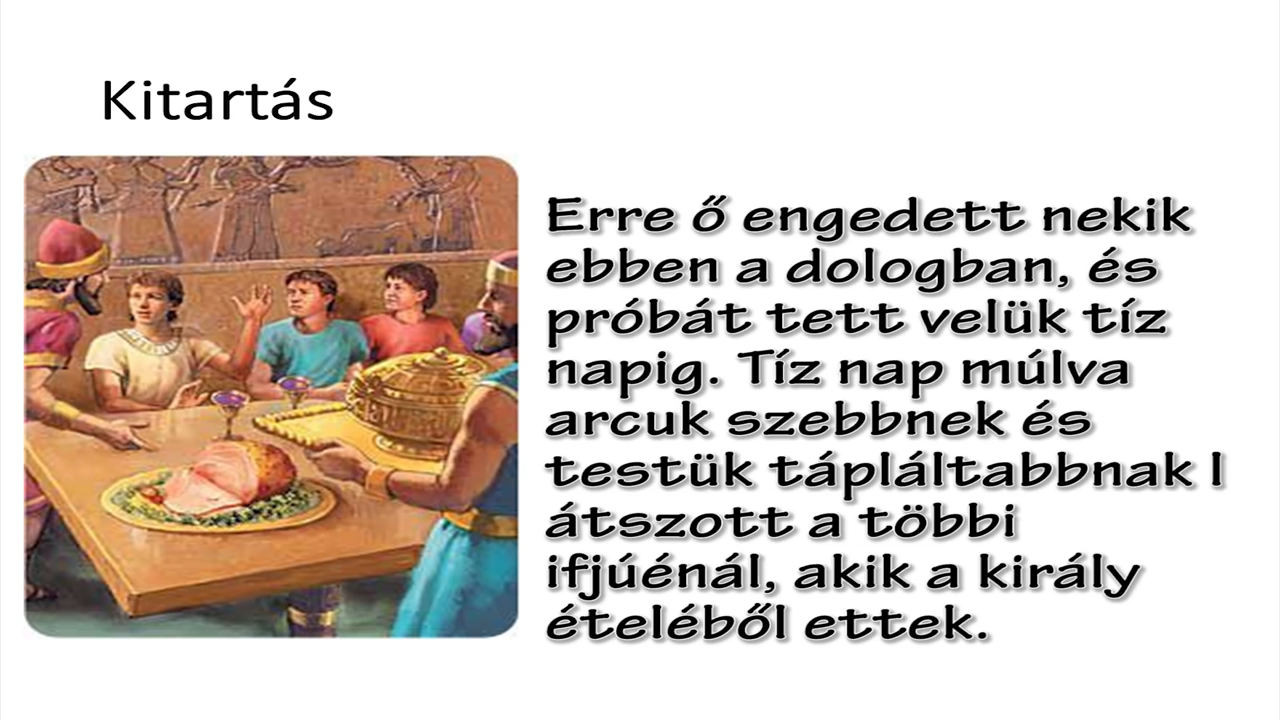 Kitartás
Erre ő engedett nekik
ebben a dologban, és
próbát tett velük tíz
napig. Tíz nap múlva
arcuk szebbnek és
testük tápláltabbnak l
átszott a többi
ifjúénál, akik a király
ételéből ettek.